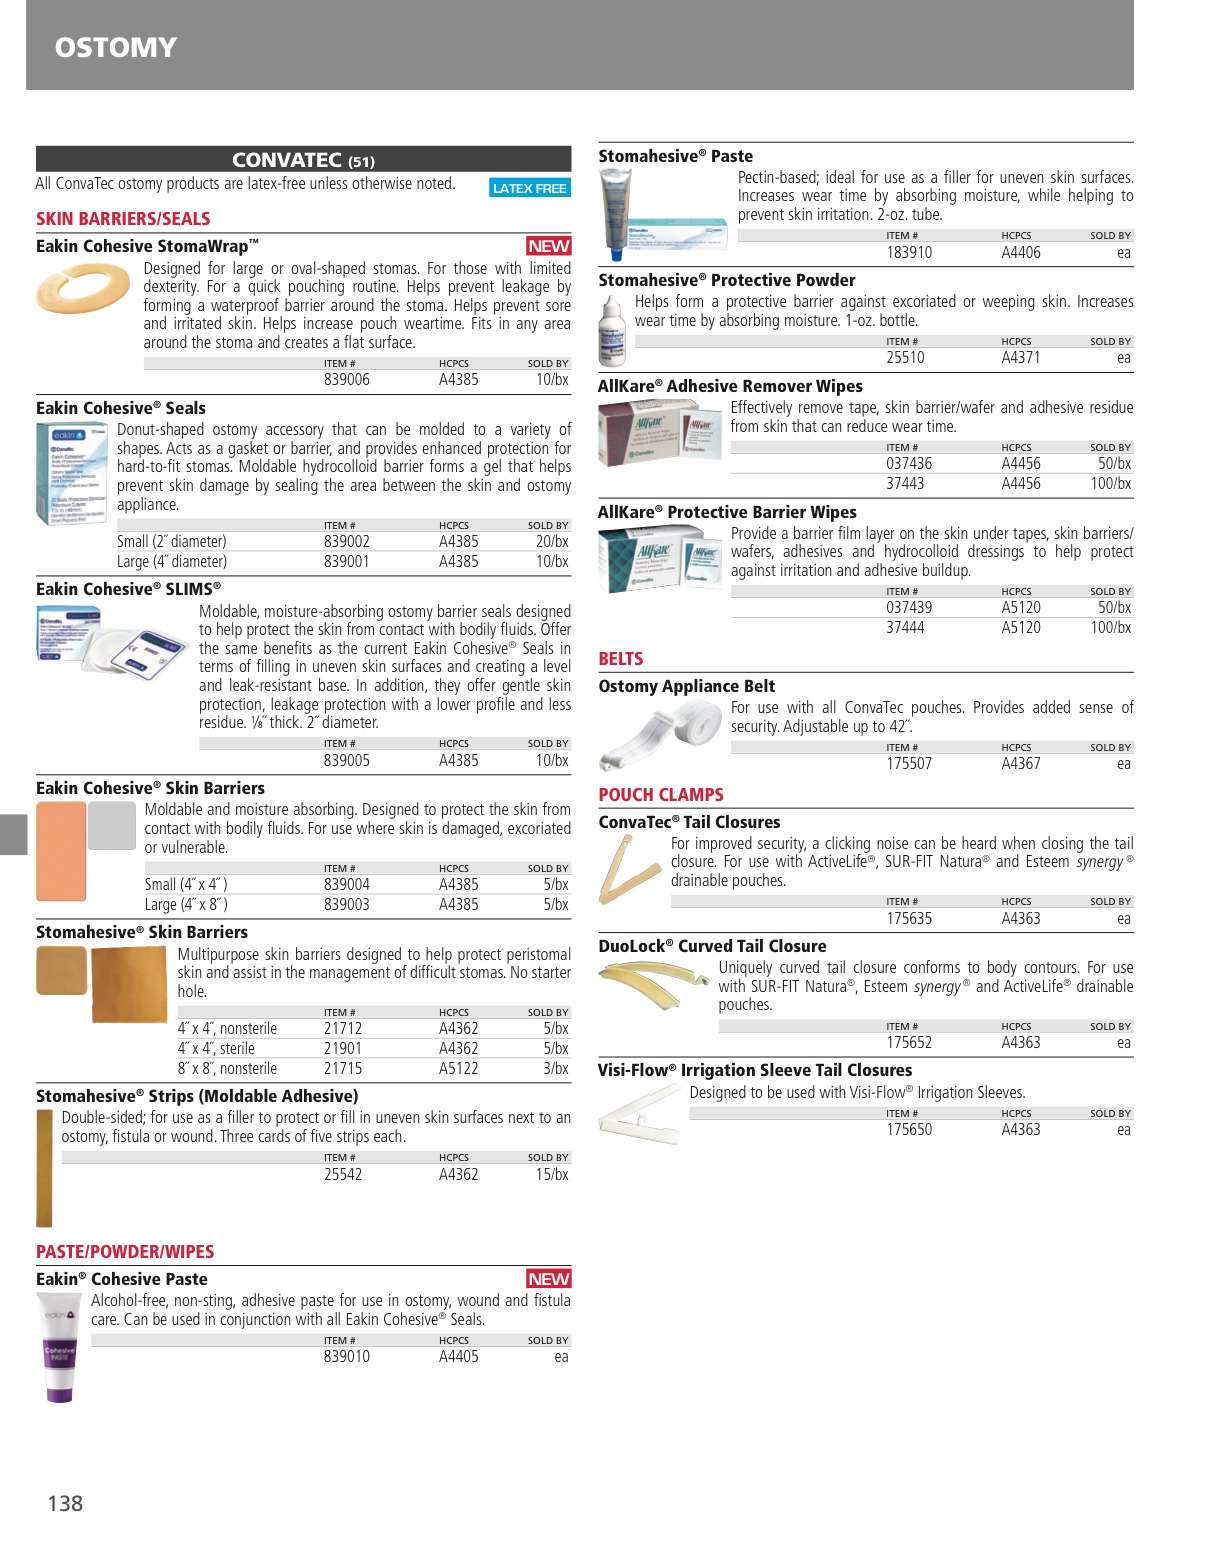 OSTOMY
CONVATEC (51)
All ConvaTec ostomy products are latex-free unless otherwise noted.
LATEX FREE
SKIN BARRIERS/SEALS
Eakin Cohesive StomaWrap™
NEW
Designed for large or oval-shaped stomas. For those with limited
dexterity. For a quick pouching routine. Helps prevent leakage by
forming a waterproof barrier around the stoma. Helps prevent sore
and irritated skin. Helps increase pouch weartime. Fits in any area
around the stoma and creates a flat surface.
ITEM # HCPCS SOLD BY
839006 A4385 10/bx
Eakin Cohesive® Seals
Donut-shaped ostomy accessory that can be molded to a variety of
shapes. Acts as a gasket or barrier, and provides enhanced protection for
hard-to-fit stomas. Moldable hydrocolloid barrier forms a gel that helps
prevent skin damage by sealing the area between the skin and ostomy
appliance.
ITEM # HCPCS SOLD BY
Small (2˝ diameter) 839002 A4385 20/bx
Large (4˝ diameter) 839001 A4385 10/bx
Eakin Cohesive® SLIMS®
Moldable, moisture-absorbing ostomy barrier seals designed
to help protect the skin from contact with bodily fluids. Offer
the same benefits as the current Eakin Cohesive® Seals in
terms of filling in uneven skin surfaces and creating a level
and leak-resistant base. In addition, they offer gentle skin
protection, leakage protection with a lower profile and less
residue. ⅛˝ thick. 2˝ diameter.
ITEM # HCPCS SOLD BY
839005 A4385 10/bx
Eakin Cohesive® Skin Barriers
Moldable and moisture absorbing. Designed to protect the skin from
contact with bodily fluids. For use where skin is damaged, excoriated
or vulnerable.
ITEM # HCPCS SOLD BY
Small (4˝ x 4˝ ) 839004 A4385 5/bx
Large (4˝ x 8˝ ) 839003 A4385 5/bx
Stomahesive® Skin Barriers
Multipurpose skin barriers designed to help protect peristomal
skin and assist in the management of difficult stomas. No starter
hole.
ITEM # HCPCS SOLD BY
4˝ x 4˝, nonsterile 21712 A4362 5/bx
4˝ x 4˝, sterile 21901 A4362 5/bx
8˝ x 8˝, nonsterile 21715 A5122 3/bx
Stomahesive® Strips (Moldable Adhesive)
Double-sided; for use as a filler to protect or fill in uneven skin surfaces next to an
ostomy, fistula or wound. Three cards of five strips each.
ITEM # HCPCS SOLD BY
25542 A4362 15/bx
PASTE/POWDER/WIPES
Eakin® Cohesive Paste
NEW
Alcohol-free, non-sting, adhesive paste for use in ostomy, wound and fistula
care. Can be used in conjunction with all Eakin Cohesive® Seals.
ITEM # HCPCS SOLD BY
839010 A4405 ea
eakin
Cohesive
PASTE
Stomahesive® Paste
Pectin-based; ideal for use as a filler for uneven skin surfaces.
Increases wear time by absorbing moisture, while helping to
prevent skin irritation. 2-oz. tube.
ITEM # HCPCS SOLD BY
183910 A4406 ea
Stomahesive® Protective Powder
Helps form a protective barrier against excoriated or weeping skin. Increases
wear time by absorbing moisture. 1-oz. bottle.
ITEM # HCPCS SOLD BY
25510 A4371 ea
AllKare® Adhesive Remover Wipes
Effectively remove tape, skin barrier/wafer and adhesive residue
from skin that can reduce wear time.
ITEM # HCPCS SOLD BY
037436 A4456 50/bx
37443 A4456 100/bx
AllKare® Protective Barrier Wipes
Provide a barrier film layer on the skin under tapes, skin barriers/
wafers, adhesives and hydrocolloid dressings to help protect
against irritation and adhesive buildup.
ITEM # HCPCS SOLD BY
037439 A5120 50/bx
37444 A5120 100/bx
BELTS
Ostomy Appliance Belt
For use with all ConvaTec pouches. Provides added sense of
security. Adjustable up to 42˝.
ITEM # HCPCS SOLD BY
175507 A4367 ea
POUCH CLAMPS
ConvaTec® Tail Closures
For improved security, a clicking noise can be heard when closing the tail
closure. For use with ActiveLife®, SUR-FIT Natura® and Esteem synergy ®
drainable pouches.
ITEM # HCPCS SOLD BY
175635 A4363 ea
DuoLock® Curved Tail Closure
Uniquely curved tail closure conforms to body contours. For use
with SUR-FIT Natura®, Esteem synergy ® and ActiveLife® drainable
pouches.
ITEM # HCPCS SOLD BY
175652 A4363 ea
Visi-Flow® Irrigation Sleeve Tail Closures
Designed to be used with Visi-Flow® Irrigation Sleeves.
ITEM # HCPCS SOLD BY
175650 A4363 ea
138